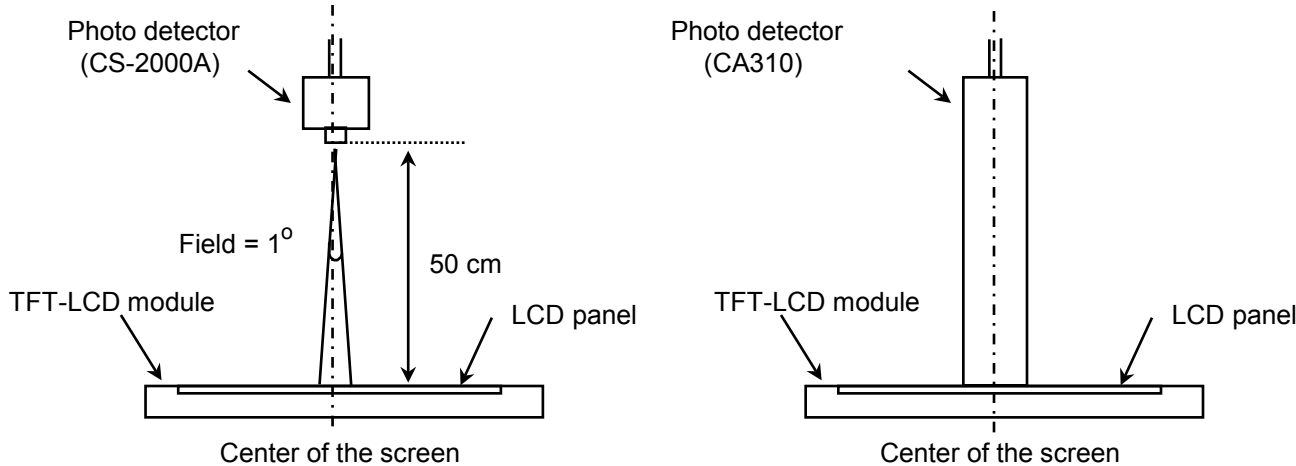 Photo detector
(CS-2000A)
Field = 1º
50 cm
TFT-LCD module
LCD panel
Center of the screen
Photo detector
(CA310)
TFT-LCD module
LCD panel
Center of the screen